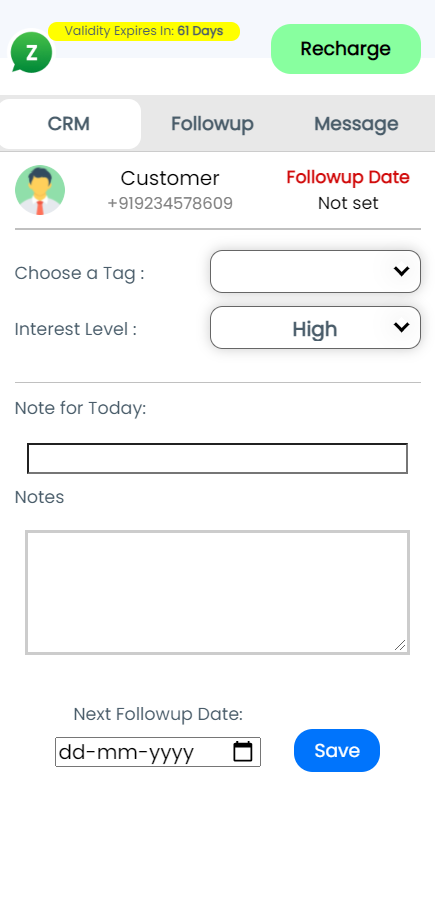 Validity Expires In: 61 Days
Z
Recharge
CRM
Followup
Message
Customer
Followup Date
+919234578609
Not set
Choose a Tag :
Interest Level :
High
Note for Today:
Notes
Next Followup Date:
dd-mm-yyyy
Save